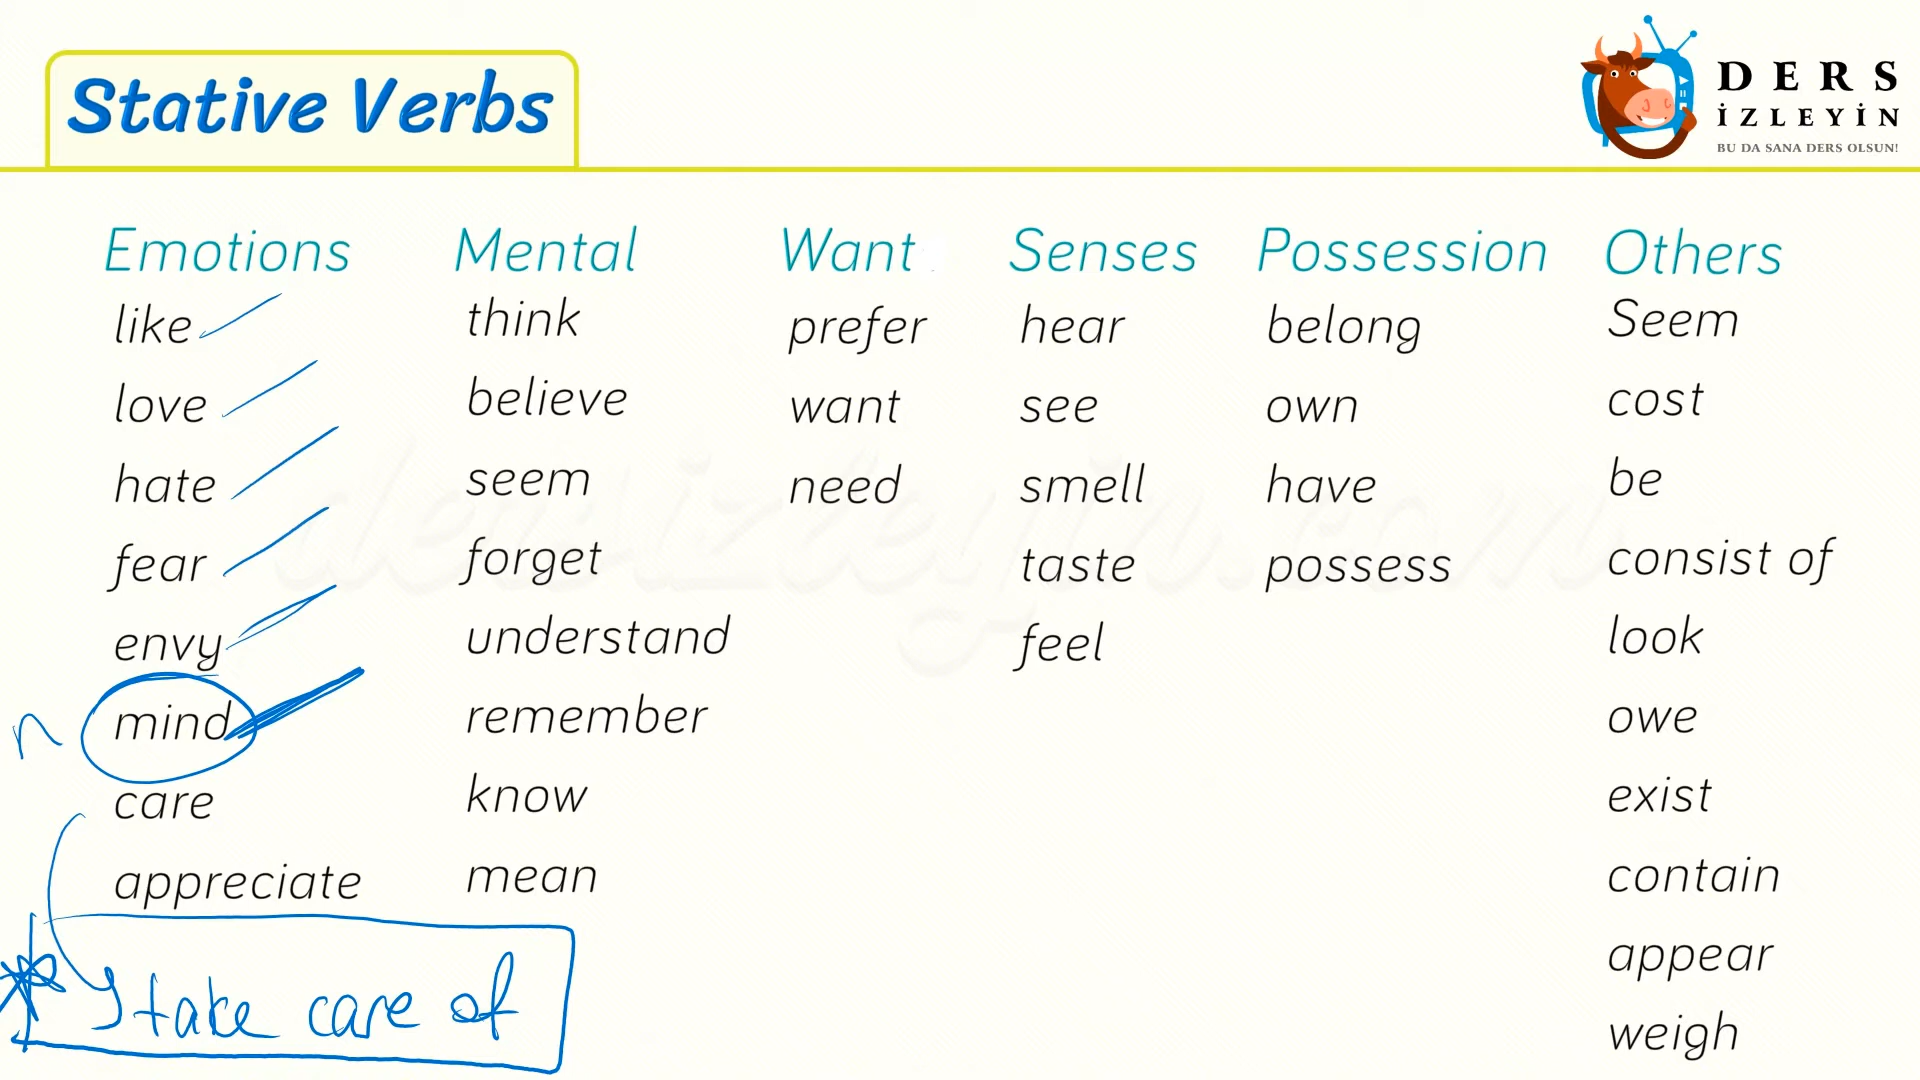 Stative Verbs
DERS
İZLEYİN
BU DA SANA DERS OLSUN!
Emotions
like
love
hate
fear
envy
n mind
care
appreciate
take care of
Mental
think
believe
seem
forget
understand
remember
know
mean
Want
prefer
want
need
Senses
hear
see
smell
taste
feel
Possession
belong
own
have
possess
Others
Seem
cost
be
consist of
look
owe
exist
contain
appear
weigh
dersizleyin.com